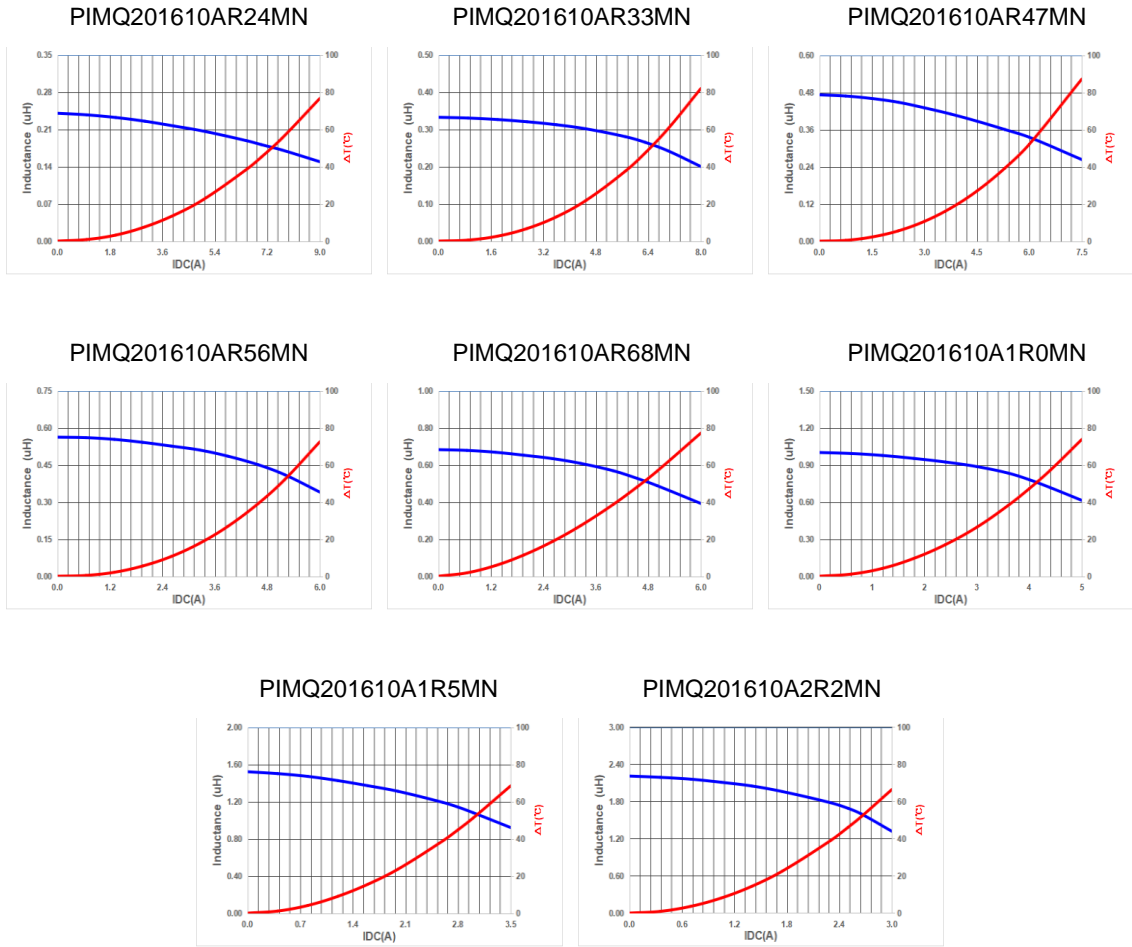 PIMQ201610AR24MN
PIMQ201610AR33MN
PIMQ201610AR47MN
0.35
0.28
0.21
0.14
0.07
0.00
Inductance (uH)
100
80
60
40
20
0
ΔT(℃)
0.0 1.8 3.6 5.4 7.2 9.0
IDC(A)
0.50
0.40
0.30
0.20
0.10
0.00
Inductance (uH)
100
80
60
40
20
0
ΔT(℃)
0.0 1.6 3.2 4.8 6.4 8.0
IDC(A)
0.60
0.48
0.36
0.24
0.12
0.00
Inductance (uH)
100
80
60
40
20
0
ΔT(℃)
0.0 1.5 3.0 4.5 6.0 7.5
IDC(A)
PIMQ201610AR56MN
PIMQ201610AR68MN
PIMQ201610A1R0MN
0.75
0.60
0.45
0.30
0.15
0.00
Inductance (uH)
100
80
60
40
20
0
ΔT(℃)
0.0 1.2 2.4 3.6 4.8 6.0
IDC(A)
1.00
0.80
0.60
0.40
0.20
0.00
Inductance (uH)
100
80
60
40
20
0
ΔT(℃)
0.0 1.2 2.4 3.6 4.8 6.0
IDC(A)
1.50
1.20
0.90
0.60
0.30
0.00
Inductance (uH)
100
80
60
40
20
0
ΔT(℃)
0 1 2 3 4 5
IDC(A)
PIMQ201610A1R5MN
PIMQ201610A2R2MN
2.00
1.60
1.20
0.80
0.40
0.00
Inductance (uH)
100
80
60
40
20
0
ΔT(℃)
0.0 0.7 1.4 2.1 2.8 3.5
IDC(A)
3.00
2.40
1.80
1.20
0.60
0.00
Inductance (uH)
100
80
60
40
20
0
ΔT(℃)
0.0 0.6 1.2 1.8 2.4 3.0
IDC(A)